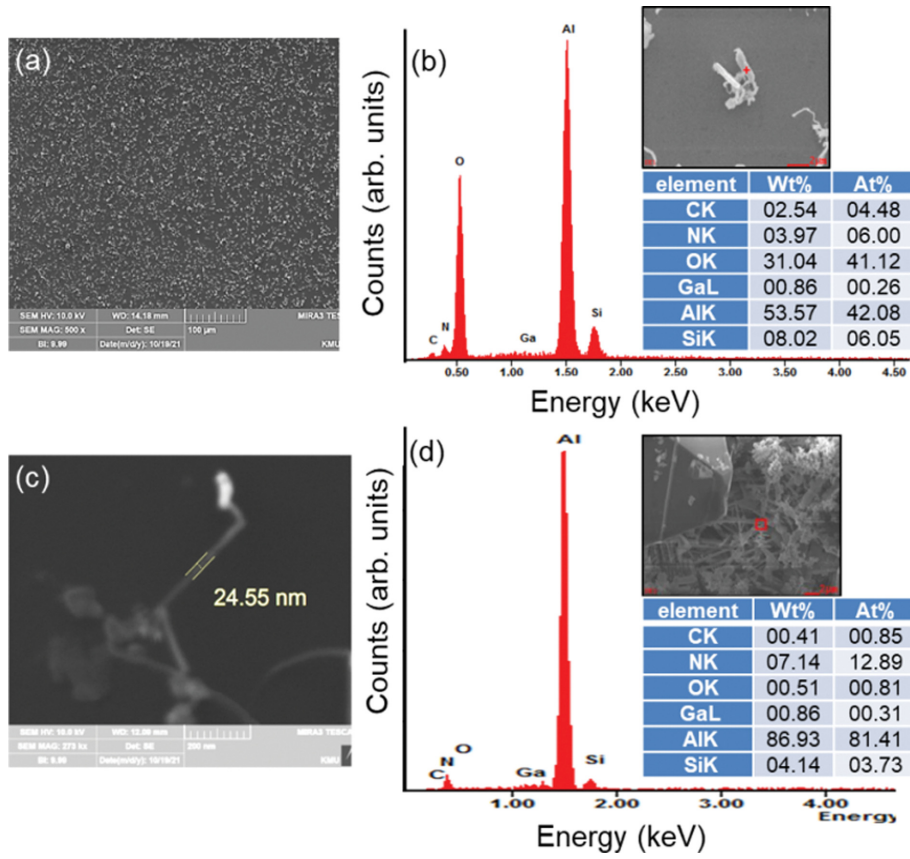 (a)
SEM HV: 10.0 kV WD: 14.18 mm MIRA3 TESC
SEM MAG: 500 x Det: SE 100 µm
BI: 9.99 Date(m/d/y): 10/19/21 KMU
(b)
Counts (arb. units)
C
N
O
Ga
Al
Si
0.50 1.00 1.50 2.00 2.50 3.00 3.50 4.00 4.50
Energy (keV)
element Wt% At%
CK 02.54 04.48
NK 03.97 06.00
OK 31.04 41.12
GaL 00.86 00.26
AlK 53.57 42.08
SiK 08.02 06.05
(c)
24.55 nm
SEM HV: 10.0 kV WD: 12.00 mm MIRA3 TESCA
SEM MAG: 273 kx Det: SE 200 nm
BI: 9.96 Date(m/d/y): 10/19/21 KMU
(d)
Counts (arb. units)
C
N
O
Ga
Al
Si
1.00 2.00 3.00 4.00
Energy
Energy (keV)
element Wt% At%
CK 00.41 00.85
NK 07.14 12.89
OK 00.51 00.81
GaL 00.86 00.31
AlK 86.93 81.41
SiK 04.14 03.73